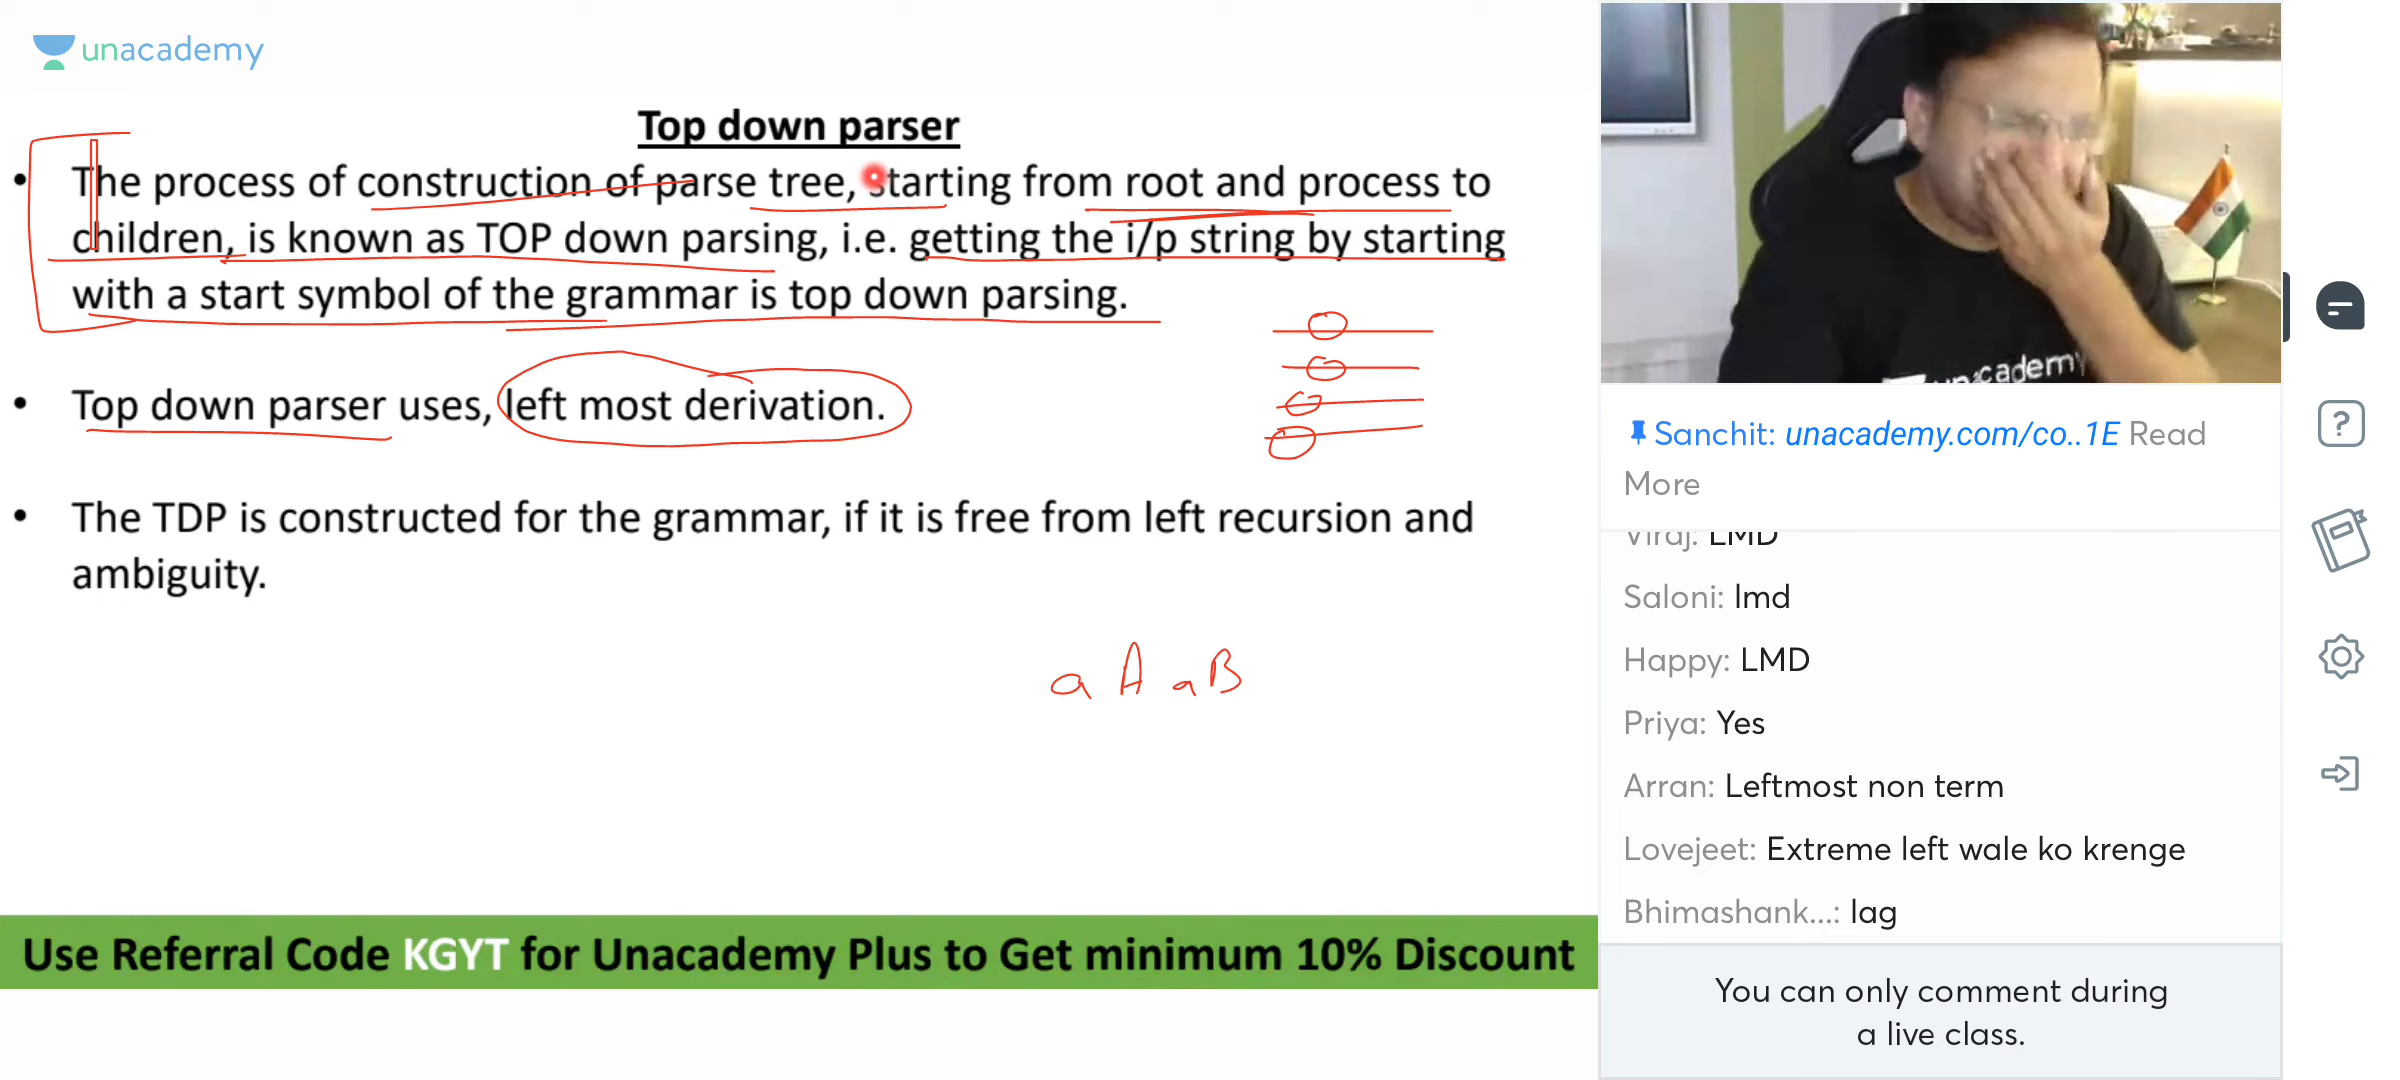 unacademy
Top down parser
• The process of construction of parse tree, starting from root and process to
children, is known as TOP down parsing, i.e. getting the i/p string by starting
with a start symbol of the grammar is top down parsing.
• Top down parser uses, left most derivation.
• The TDP is constructed for the grammar, if it is free from left recursion and
ambiguity.
a A a B
Use Referral Code KGYT for Unacademy Plus to Get minimum 10% Discount
Sanchit: unacademy.com/co..1E Read
More
Viraj: LMD
Saloni: lmd
Happy: LMD
Priya: Yes
Arran: Leftmost non term
Lovejeet: Extreme left wale ko krenge
Bhimashank...: lag
You can only comment during
a live class.